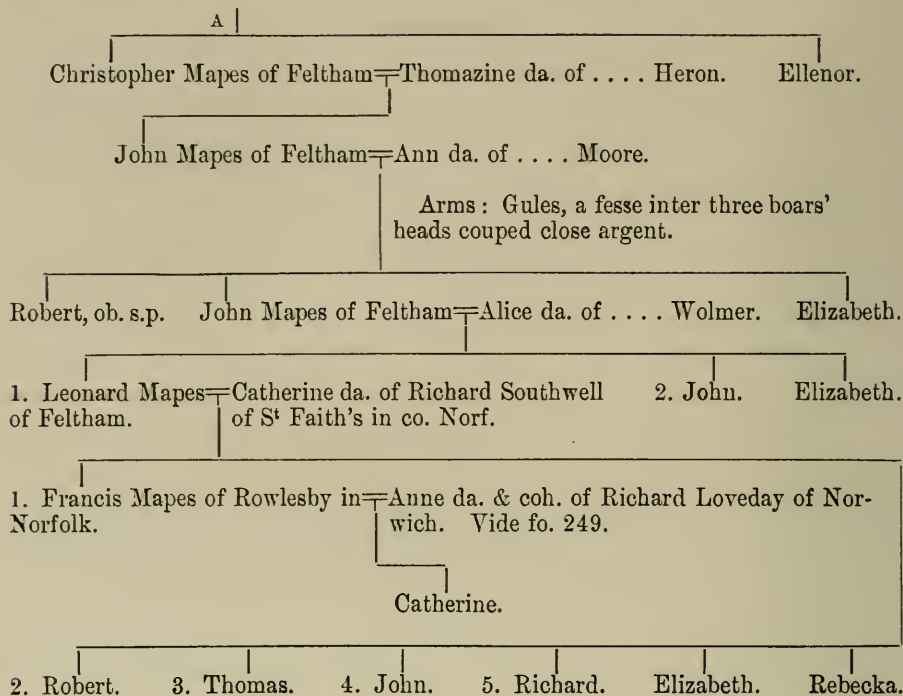 A
Christopher Mapes of Feltham=Thomazine da. of . . . . Heron. Ellenor.
John Mapes of Feltham=Ann da. of . . . . Moore.
Arms : Gules, a fesse inter three boars'
heads couped close argent.
Robert, ob. s.p. John Mapes of Feltham=Alice da. of . . . . Wolmer. Elizabeth.
1. Leonard Mapes=Catherine da. of Richard Southwell 2. John. Elizabeth.
of Feltham. of Sᵗ Faith's in co. Norf.
1. Francis Mapes of Rowlesby in=Anne da. & coh. of Richard Loveday of Nor-
Norfolk. wich. Vide fo. 249.
Catherine.
2. Robert. 3. Thomas. 4. John. 5. Richard. Elizabeth. Rebecka.